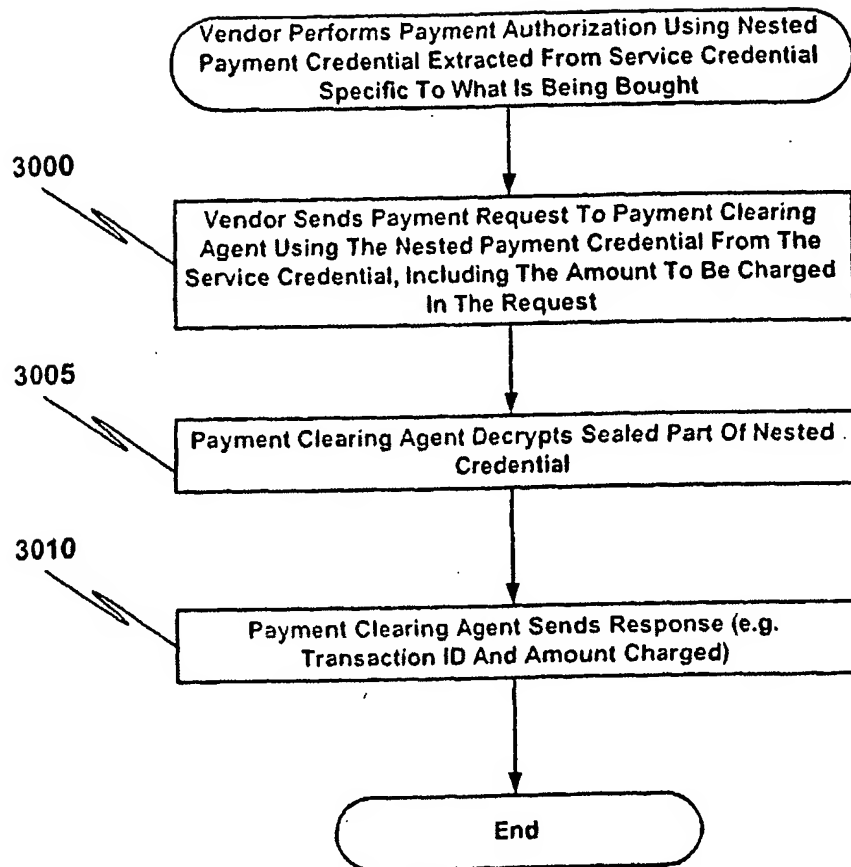 Vendor Performs Payment Authorization Using Nested
Payment Credential Extracted From Service Credential
Specific To What Is Being Bought
3000
Vendor Sends Payment Request To Payment Clearing
Agent Using The Nested Payment Credential From The
Service Credential, Including The Amount To Be Charged
In The Request
3005
Payment Clearing Agent Decrypts Sealed Part Of Nested
Credential
3010
Payment Clearing Agent Sends Response (e.g.
Transaction ID And Amount Charged)
End